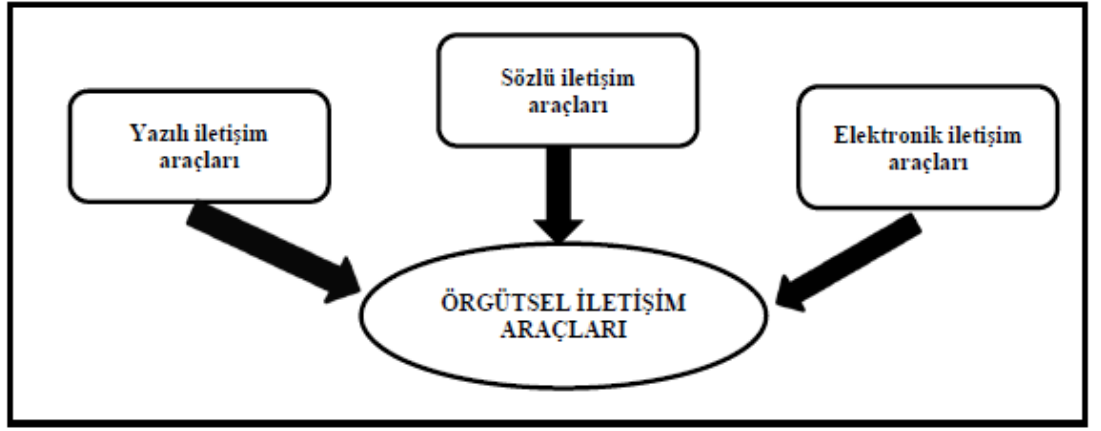 Yazılı iletişim
araçları
Sözlü iletişim
araçları
Elektronik iletişim
araçları
ÖRGÜTSEL İLETİŞİM
ARAÇLARI